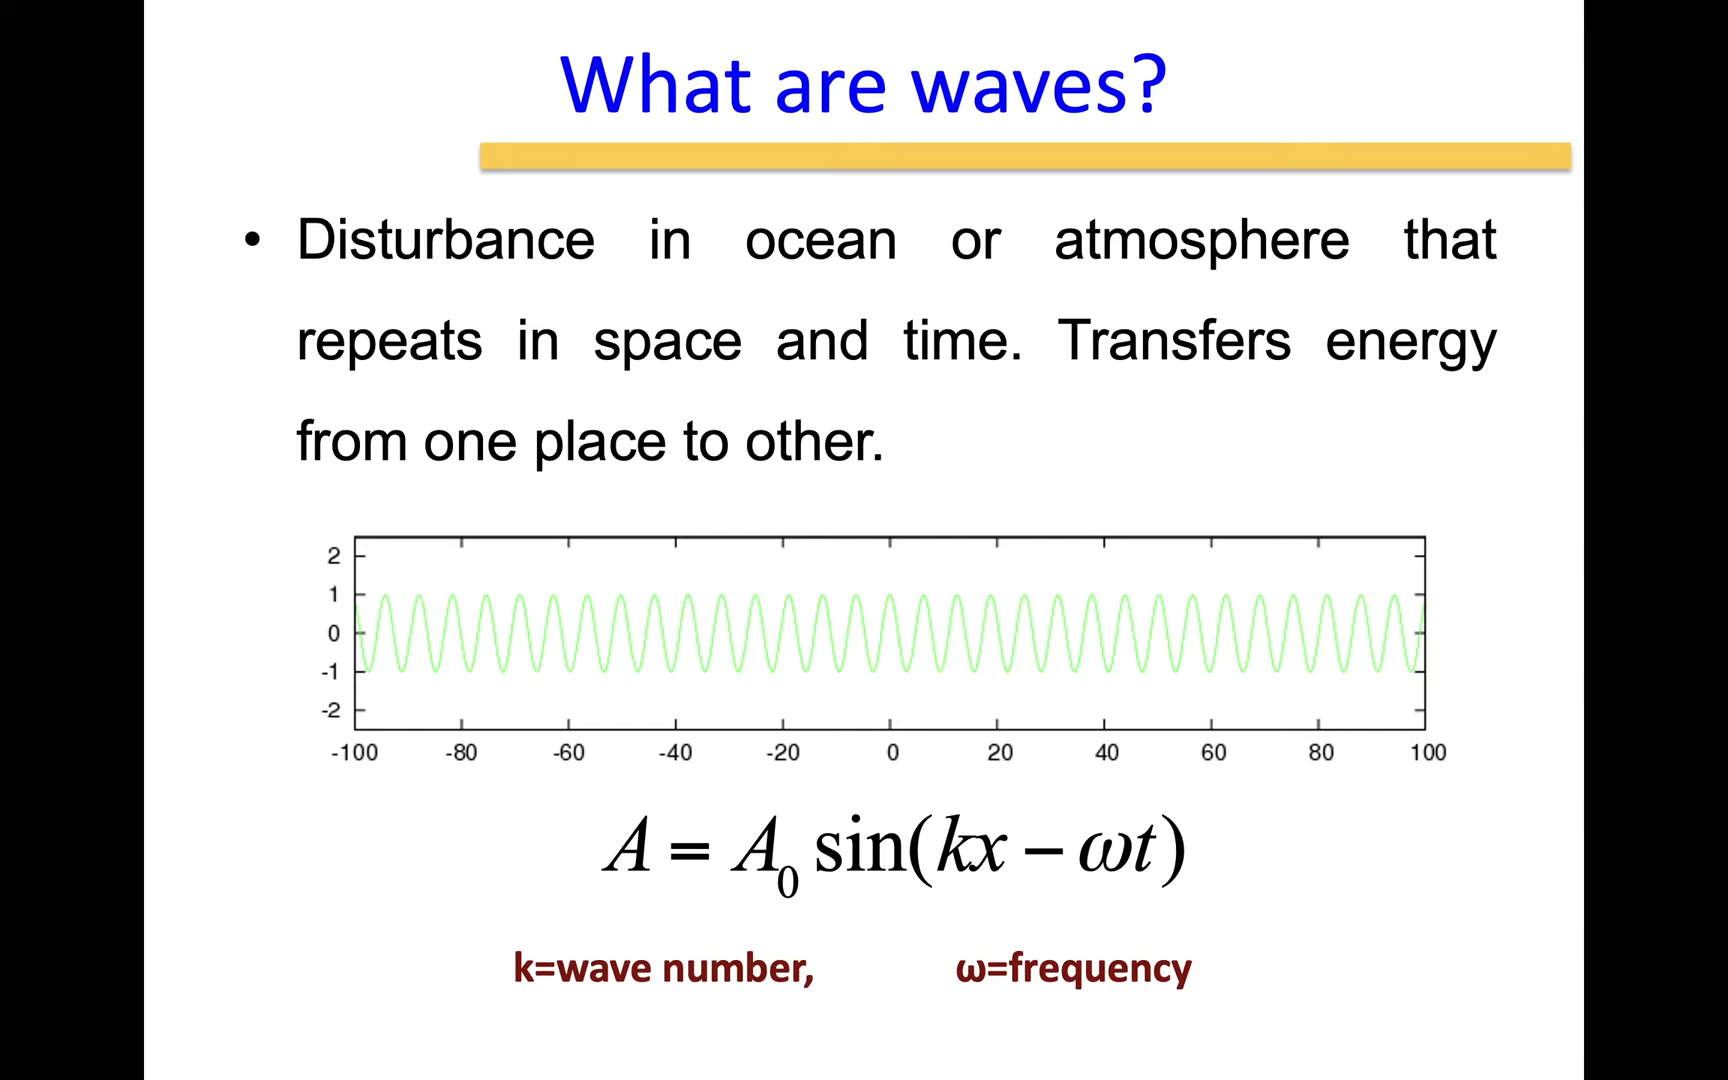 What are waves?
• Disturbance in ocean or atmosphere that
repeats in space and time. Transfers energy
from one place to other.
2
1
0
-1
-2
-100 -80 -60 -40 -20 0 20 40 60 80 100
A = A₀ sin(kx − ωt)
k=wave number, ω=frequency